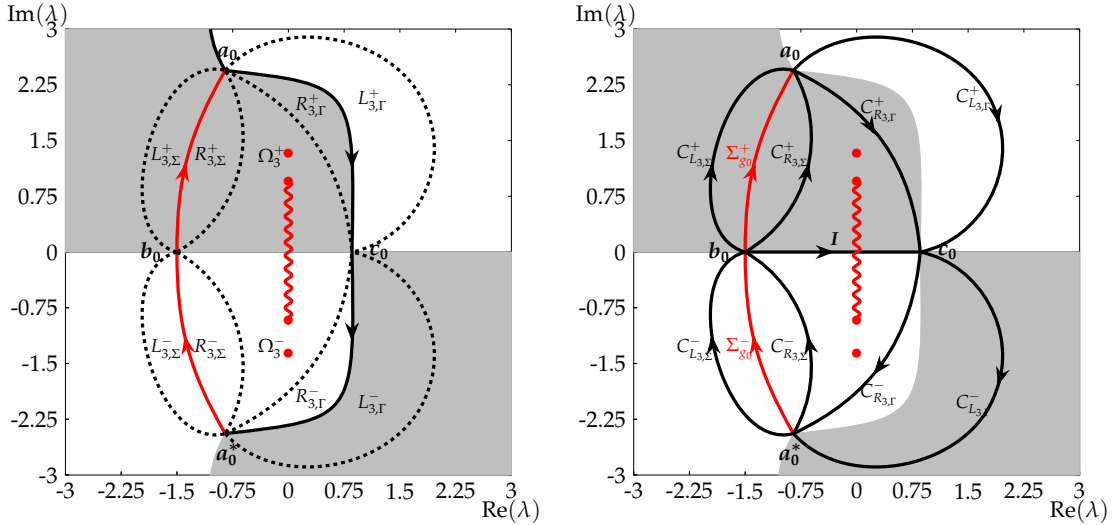 Im(λ)
3
2.25
1.5
0.75
0
-0.75
-1.5
-2.25
-3
-3 -2.25 -1.5 -0.75 0 0.75 1.5 2.25 3
Re(λ)
a₀
R⁺₃,Γ
L⁺₃,Γ
L⁺₃,Σ
R⁺₃,Σ
Ω₃⁺
b₀
c₀
L⁻₃,Σ
R⁻₃,Σ
Ω₃⁻
R⁻₃,Γ
L⁻₃,Γ
a₀*
Im(λ)
3
2.25
1.5
0.75
0
-0.75
-1.5
-2.25
-3
-3 -2.25 -1.5 -0.75 0 0.75 1.5 2.25 3
Re(λ)
a₀
C⁺_{R₃,Γ}
C⁺_{L₃,Γ}
C⁺_{L₃,Σ}
Σ⁺_{g₀}
C⁺_{R₃,Σ}
b₀
I
c₀
C⁻_{L₃,Σ}
Σ⁻_{g₀}
C⁻_{R₃,Σ}
C⁻_{R₃,Γ}
C⁻_{L₃,Γ}
a₀*